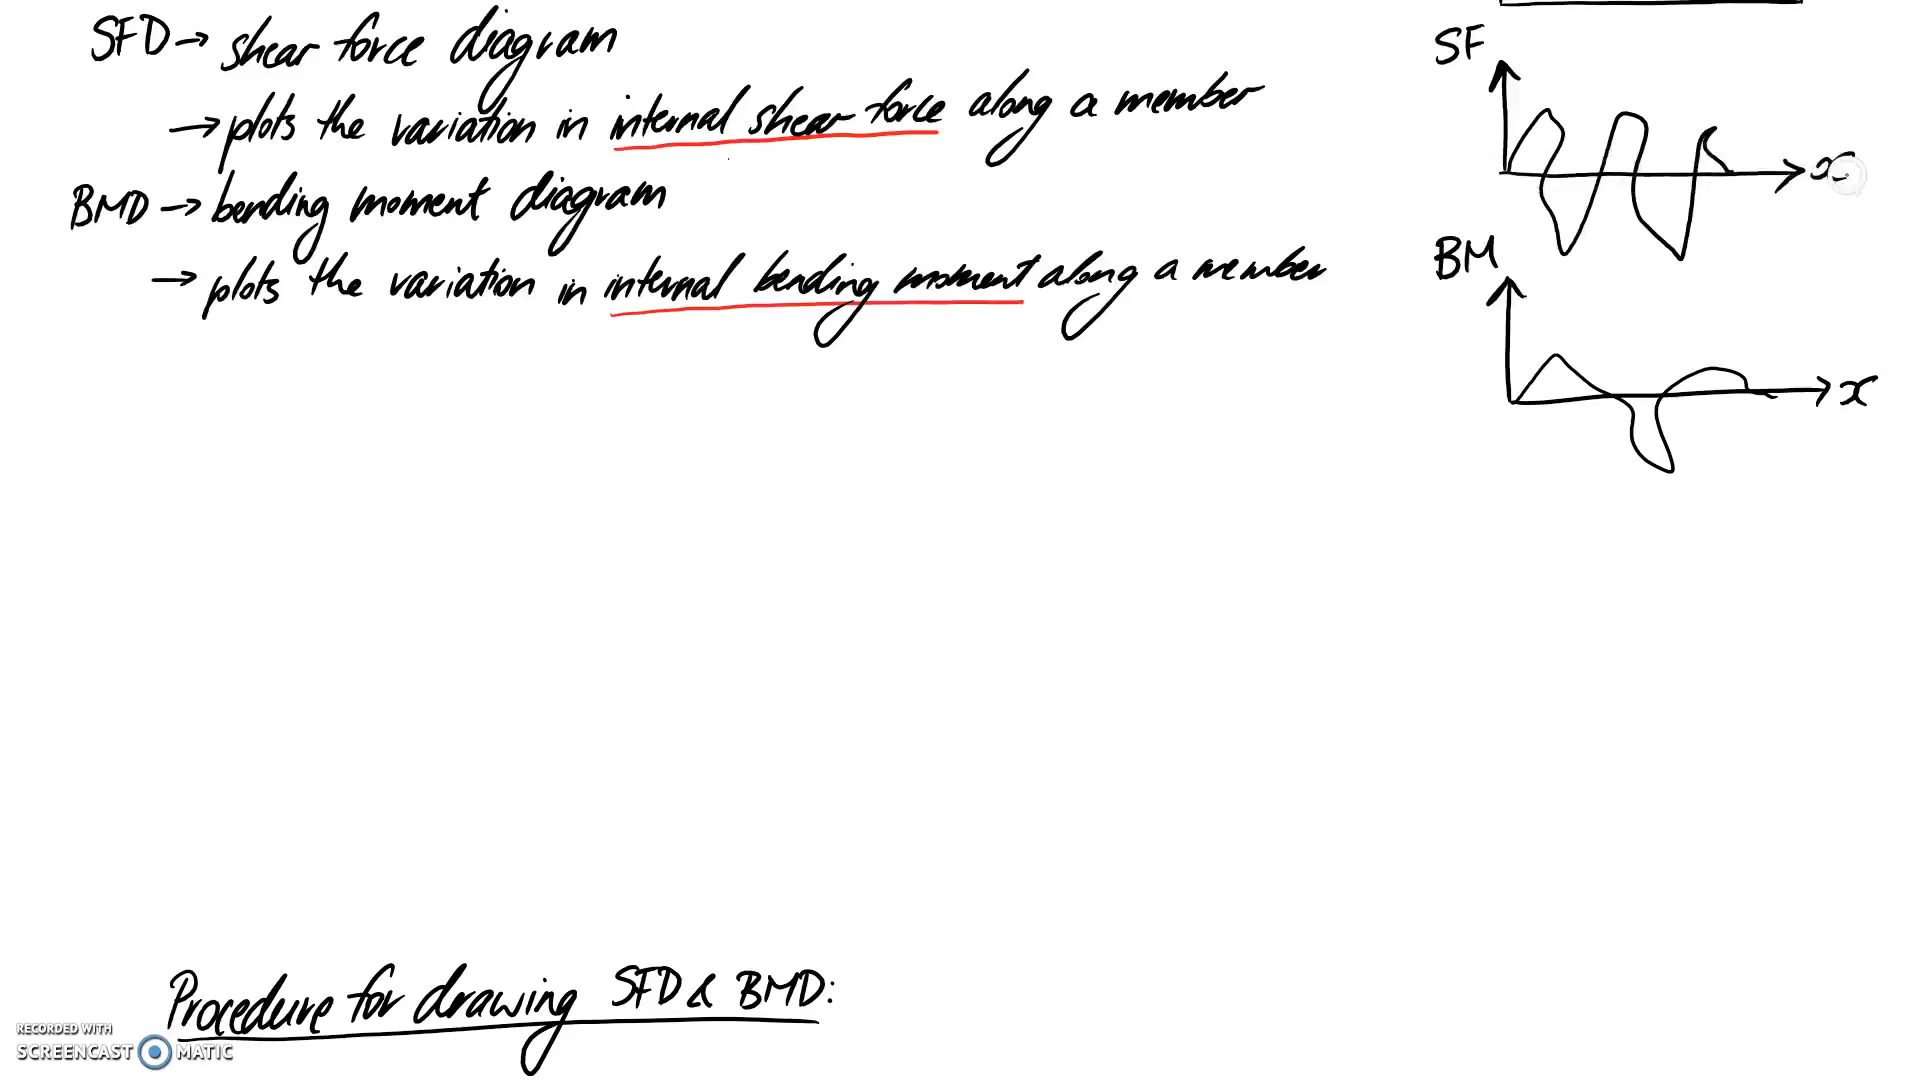 SFD → shear force diagram
→ plots the variation in internal shear force along a member
BMD → bending moment diagram
→ plots the variation in internal bending moment along a member
SF
x
BM
x
Procedure for drawing SFD & BMD:
RECORDED WITH
SCREENCAST MATIC